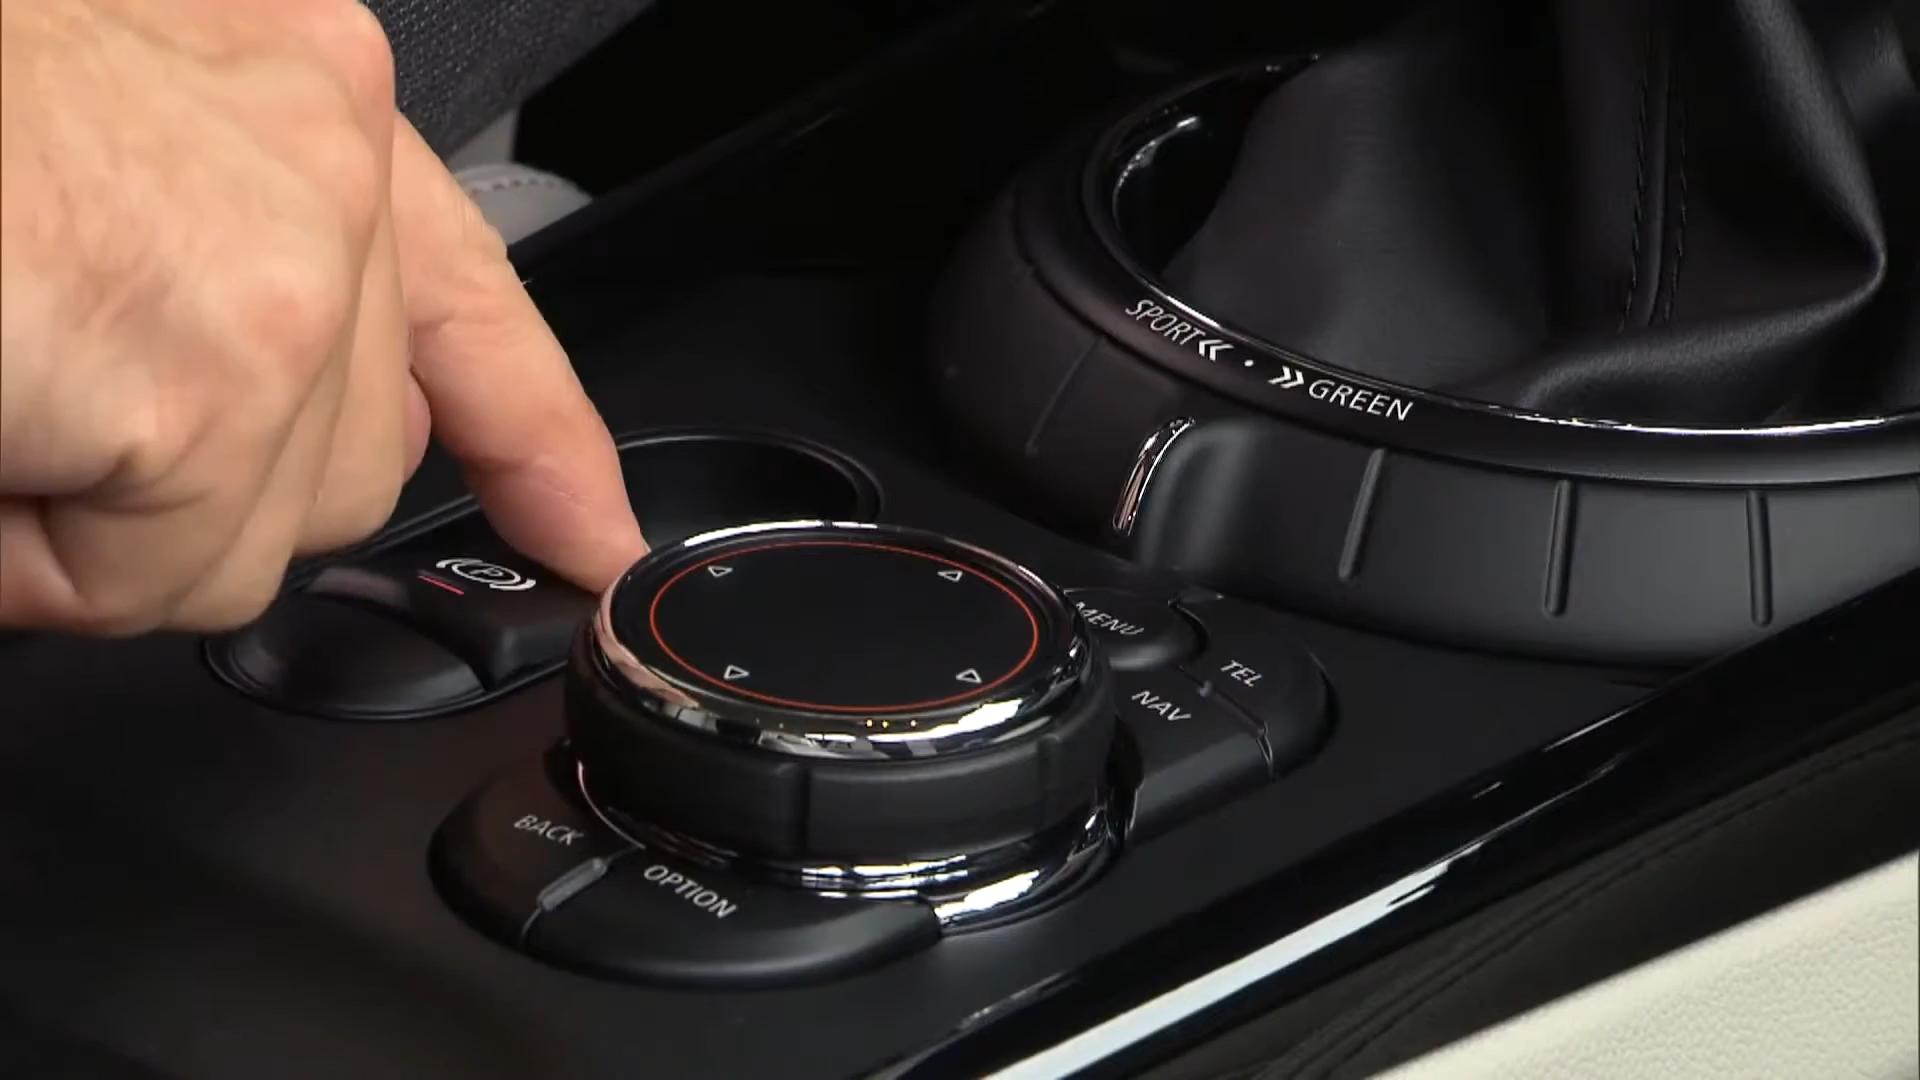 SPORT « · » GREEN
MENU
TEL
NAV
BACK
OPTION